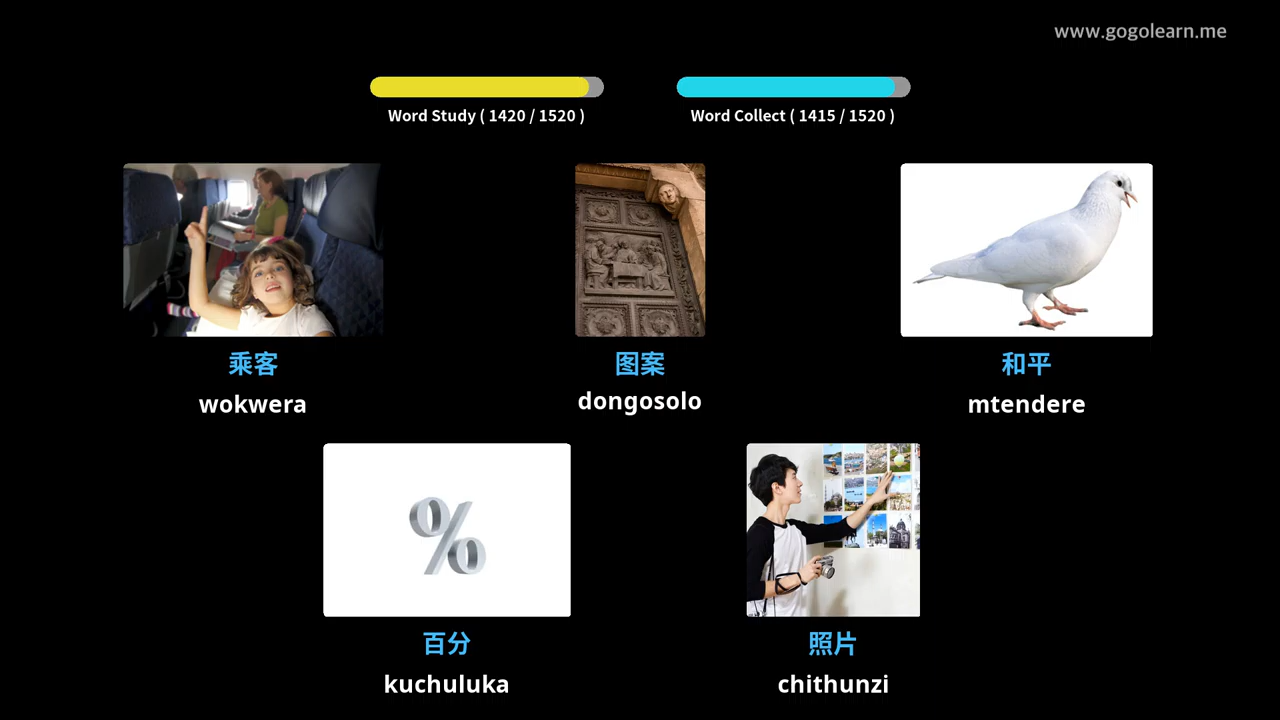 www.gogolearn.me
Word Study ( 1420 / 1520 )
Word Collect ( 1415 / 1520 )
乘客
wokwera
图案
dongosolo
和平
mtendere
%
百分
kuchuluka
照片
chithunzi